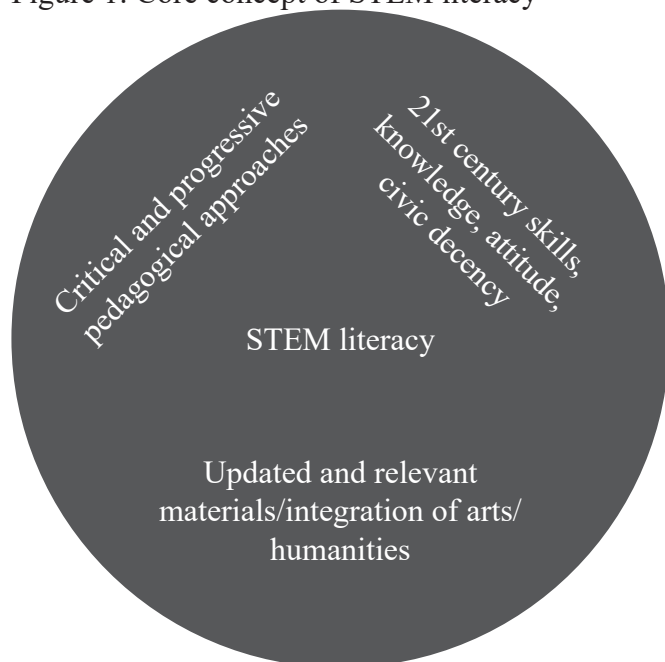 Figure 1. Core concept of STEM literacy
Critical and progressive
pedagogical approaches
21st century skills,
knowledge, attitude,
civic decency
STEM literacy
Updated and relevant
materials/integration of arts/
humanities